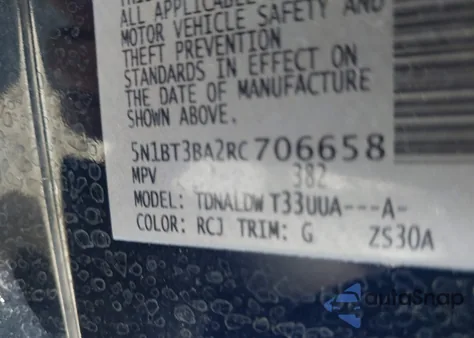 ALL APPLICABLE
MOTOR VEHICLE SAFETY AND
THEFT PREVENTION
STANDARDS IN EFFECT ON
THE DATE OF MANUFACTURE
SHOWN ABOVE.
5N1BT3BA2RC706658
MPV 382
MODEL: TDNALDW T33UUA---A-
COLOR: RCJ TRIM: G ZS30A
autosnap